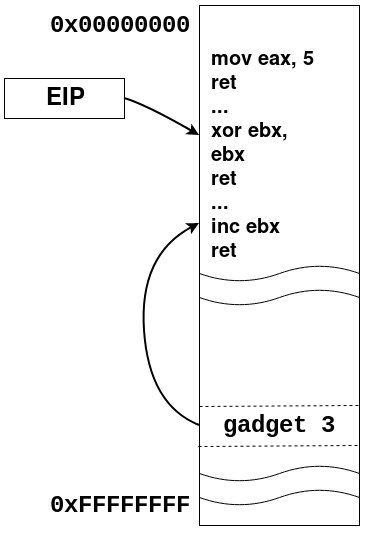 0x00000000
mov eax, 5
ret
...
EIP
xor ebx,
ebx
ret
...
inc ebx
ret
gadget 3
0xFFFFFFFF